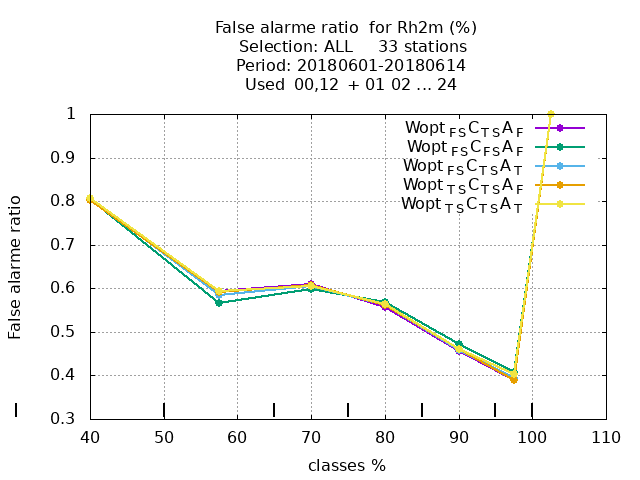 False alarme ratio  for Rh2m (%)
Selection: ALL     33 stations
Period: 20180601-20180614
Used  00,12  + 01 02 ... 24
Wopt FS C TS A F
Wopt FS C FS A F
Wopt FS C TS A T
Wopt TS C TS A F
Wopt TS C TS A T
1
0.9
0.8
0.7
0.6
0.5
0.4
0.3
False alarme ratio
40 50 60 70 80 90 100 110
classes %